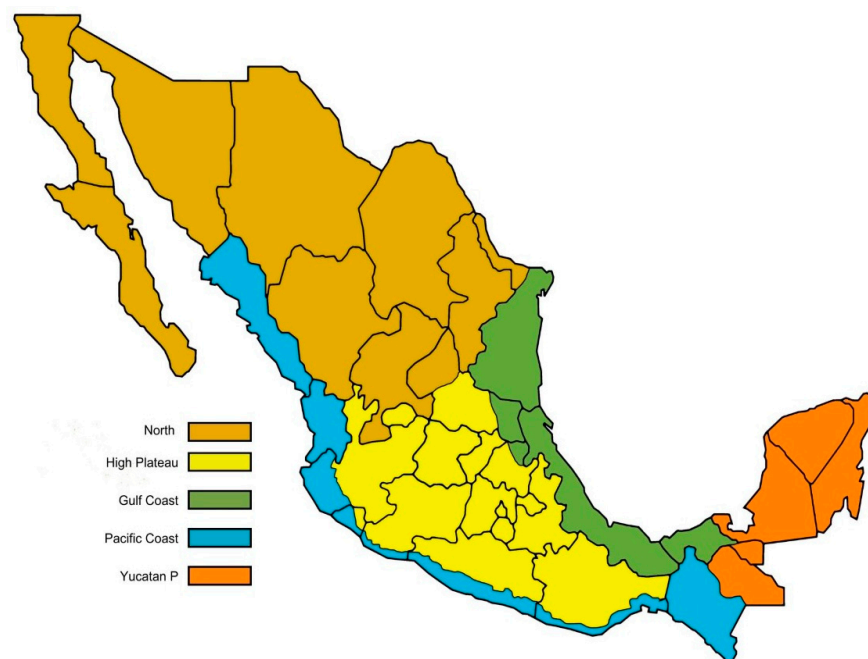 North
High Plateau
Gulf Coast
Pacific Coast
Yucatan P